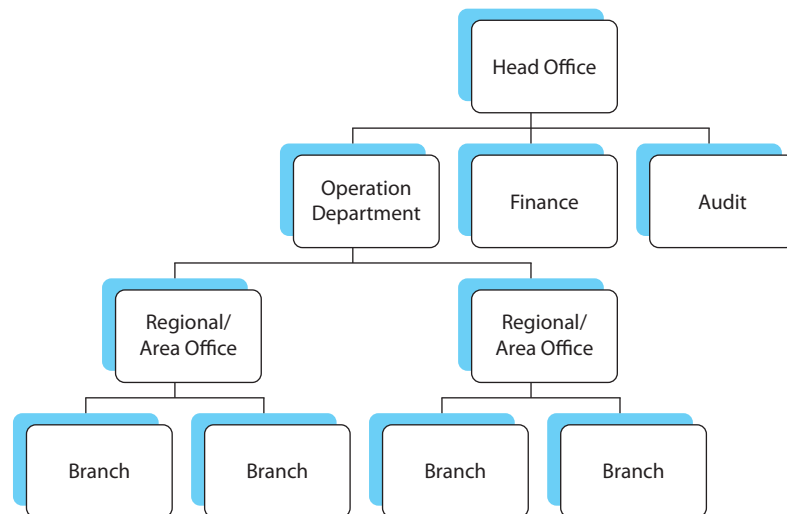 Head Office
Operation
Department
Finance
Audit
Regional/
Area Office
Regional/
Area Office
Branch
Branch
Branch
Branch